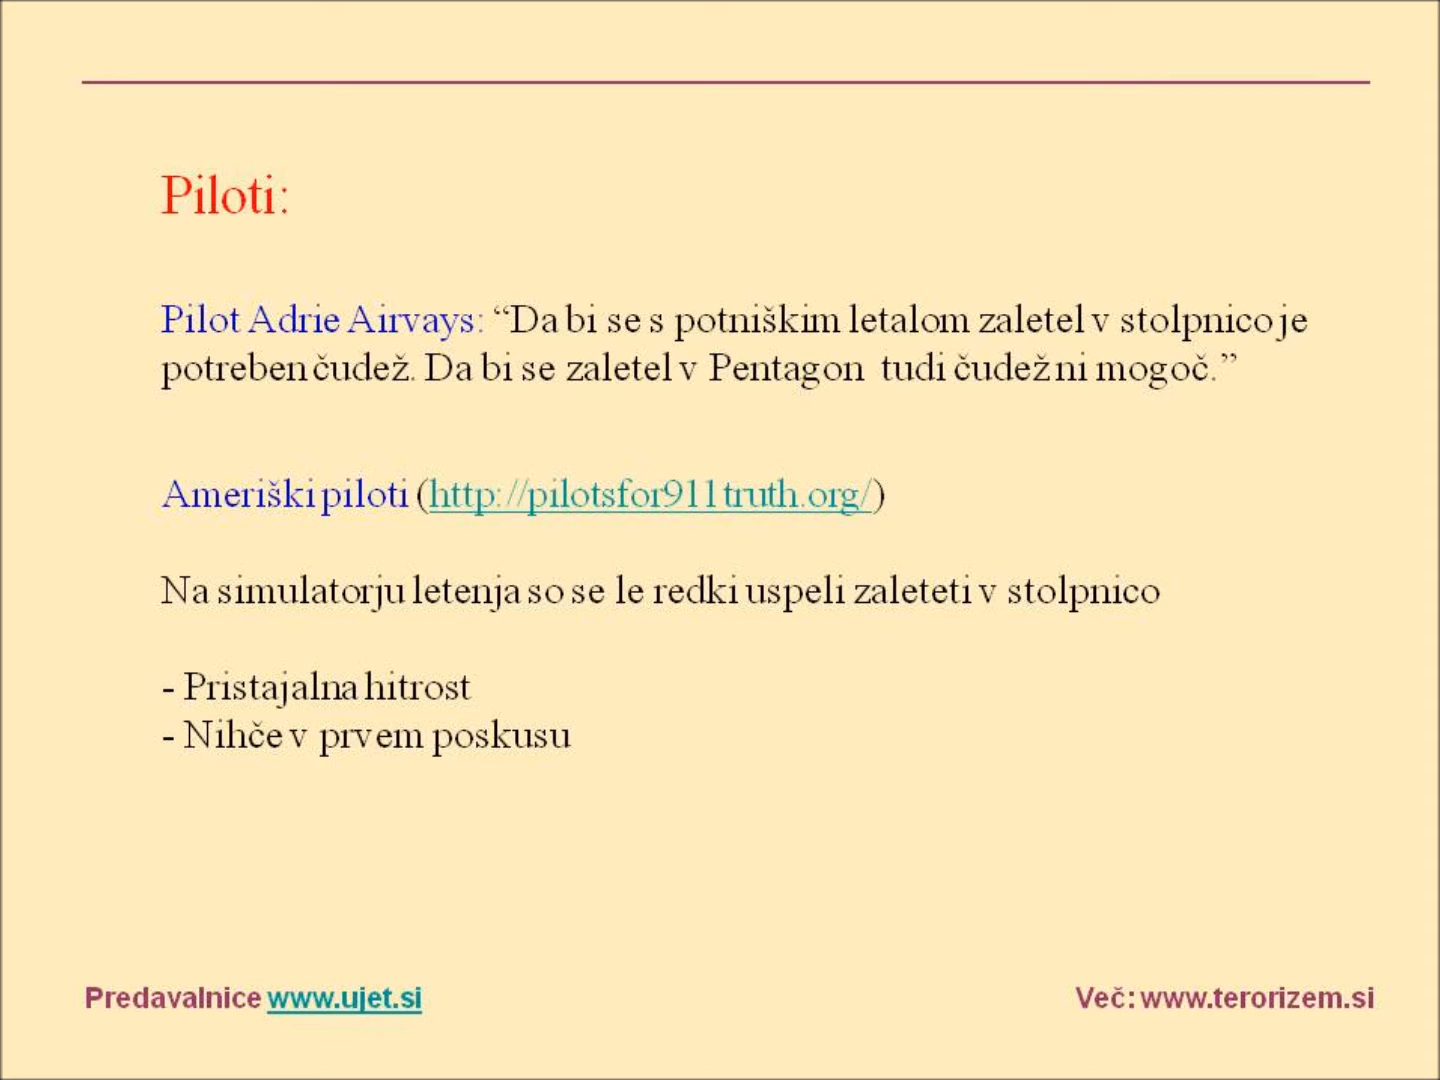 Piloti:
Pilot Adrie Airvays: “Da bi se s potniškim letalom zaletel v stolpnico je
potreben čudež. Da bi se zaletel v Pentagon tudi čudež ni mogoč.”
Ameriški piloti (http://pilotsfor911truth.org/)
Na simulatorju letenja so se le redki uspeli zaleteti v stolpnico
- Pristajalna hitrost
- Nihče v prvem poskusu
Predavalnice www.ujet.si
Več: www.terorizem.si